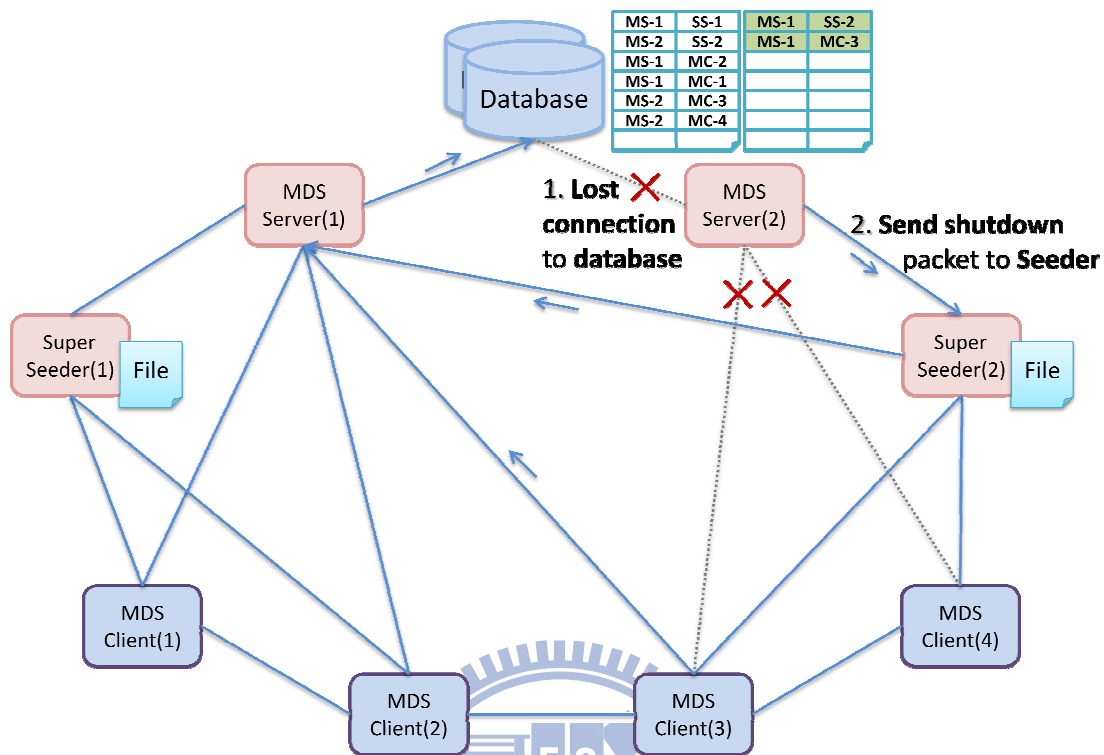 MS-1 SS-1 MS-1 SS-2
MS-2 SS-2 MS-1 MC-3
MS-1 MC-2
MS-1 MC-1
MS-2 MC-3
MS-2 MC-4
Database
MDS
Server(1)
1. Lost
connection
to database
MDS
Server(2)
2. Send shutdown
packet to Seeder
Super
Seeder(1)
File
Super
Seeder(2)
File
MDS
Client(1)
MDS
Client(2)
MDS
Client(3)
MDS
Client(4)